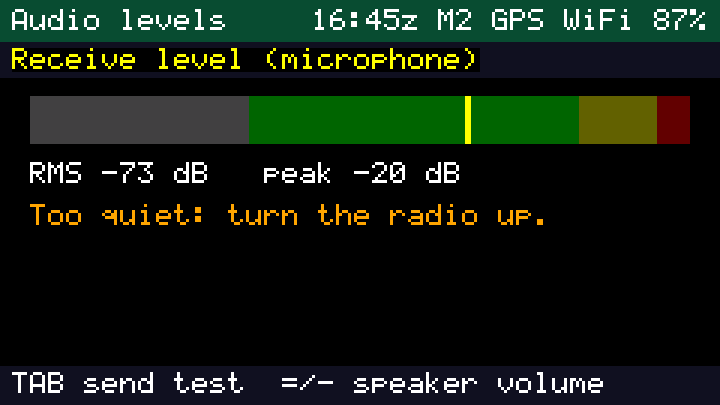 Audio levels 16:45z M2 GPS WiFi 87%
Receive level (microphone)
RMS -73 dB peak -20 dB
Too quiet: turn the radio up.
TAB send test =/- speaker volume